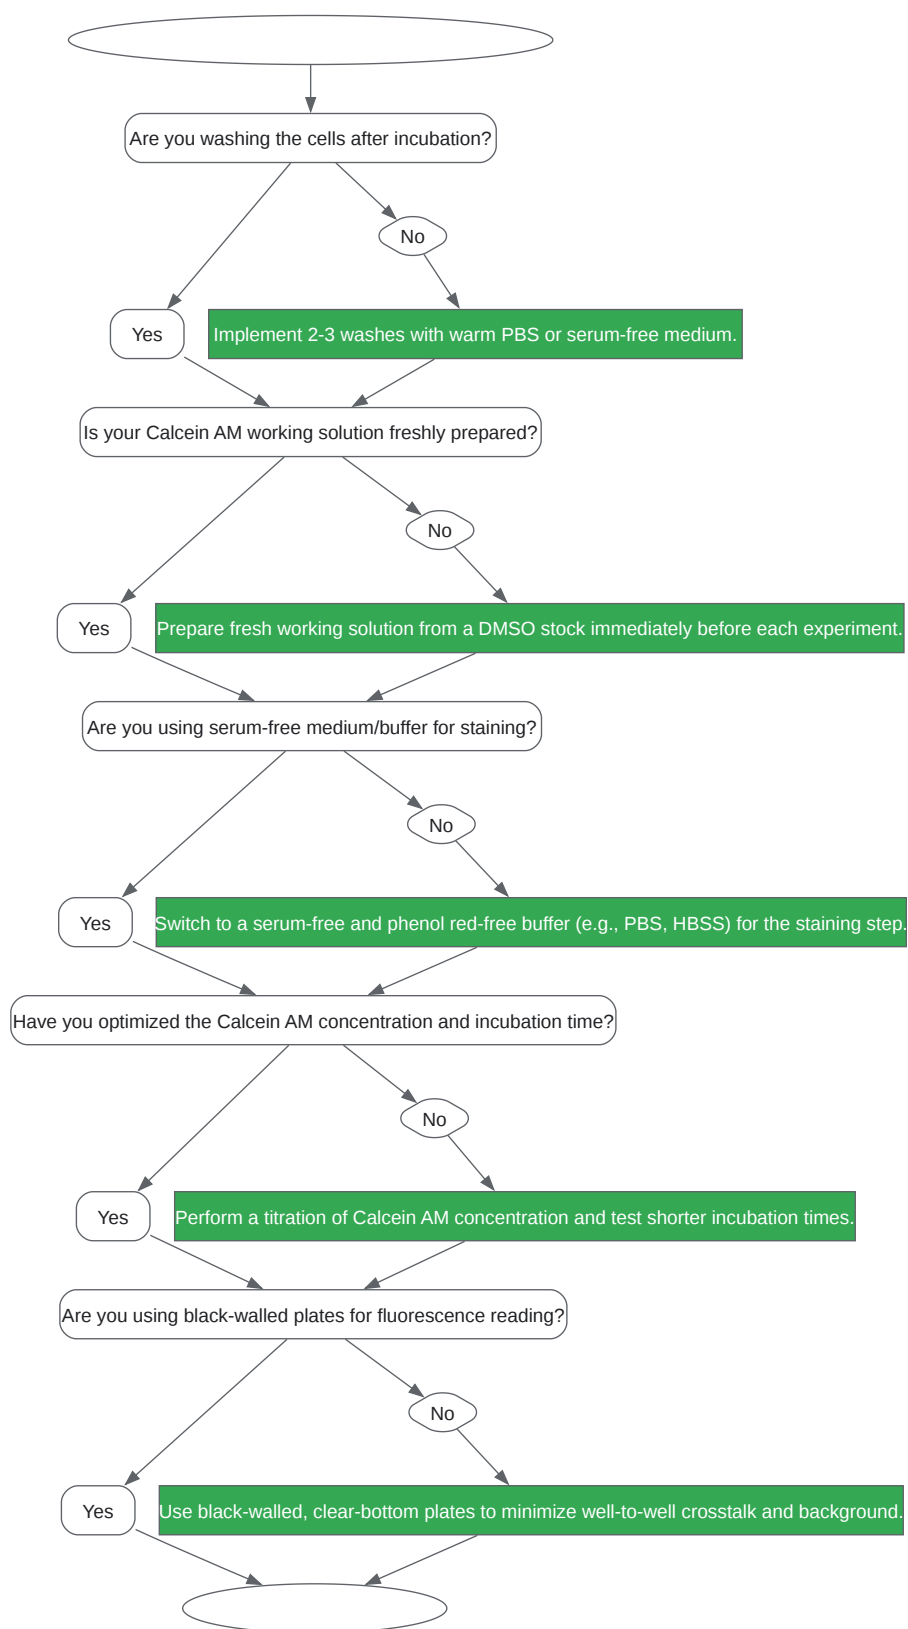 Are you washing the cells after incubation?
No
Yes
Implement 2-3 washes with warm PBS or serum-free medium.
Is your Calcein AM working solution freshly prepared?
No
Yes
Prepare fresh working solution from a DMSO stock immediately before each experiment.
Are you using serum-free medium/buffer for staining?
No
Yes
Switch to a serum-free and phenol red-free buffer (e.g., PBS, HBSS) for the staining step.
Have you optimized the Calcein AM concentration and incubation time?
No
Yes
Perform a titration of Calcein AM concentration and test shorter incubation times.
Are you using black-walled plates for fluorescence reading?
No
Yes
Use black-walled, clear-bottom plates to minimize well-to-well crosstalk and background.